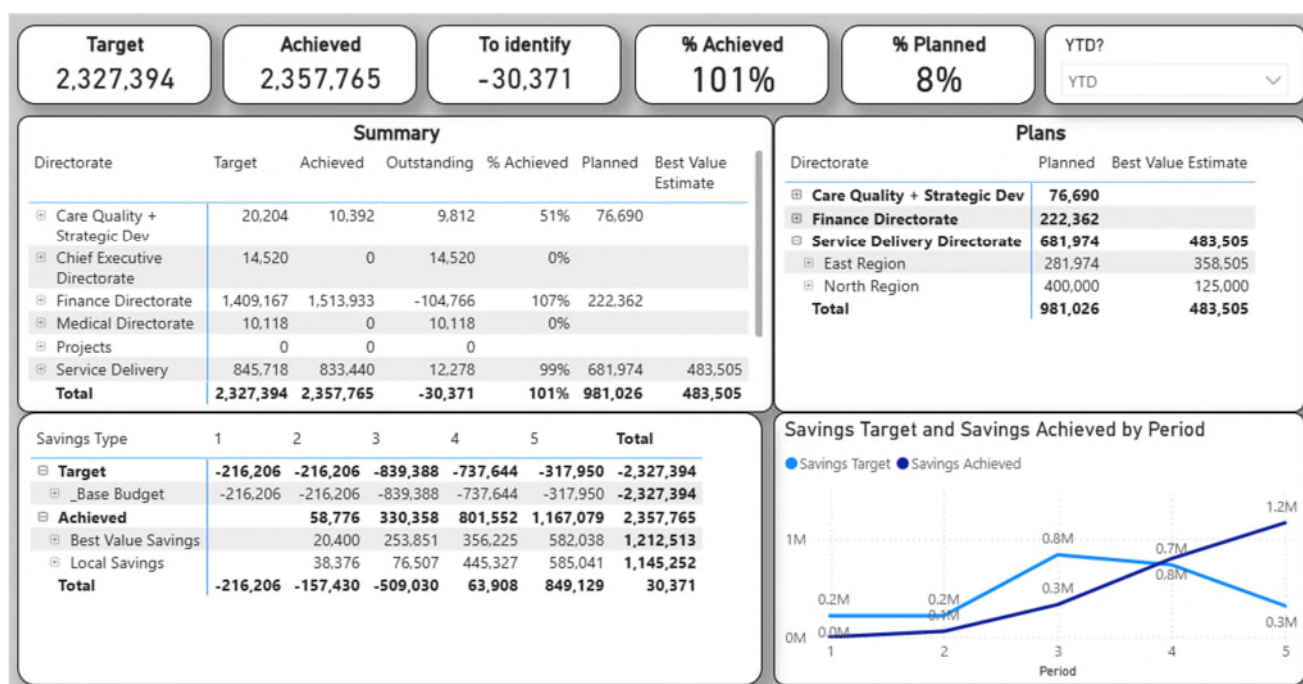 Target
2,327,394
Achieved
2,357,765
To identify
-30,371
% Achieved
101%
% Planned
8%
YTD?
YTD
Summary
Directorate Target Achieved Outstanding % Achieved Planned Best Value
Estimate
Care Quality + 20,204 10,392 9,812 51% 76,690
Strategic Dev
Chief Executive 14,520 0 14,520 0%
Directorate
Finance Directorate 1,409,167 1,513,933 -104,766 107% 222,362
Medical Directorate 10,118 0 10,118 0%
Projects 0 0 0
Service Delivery 845,718 833,440 12,278 99% 681,974 483,505
Total 2,327,394 2,357,765 -30,371 101% 981,026 483,505
Plans
Directorate Planned Best Value Estimate
Care Quality + Strategic Dev 76,690
Finance Directorate 222,362
Service Delivery Directorate 681,974 483,505
East Region 281,974 358,505
North Region 400,000 125,000
Total 981,026 483,505
Savings Type 1 2 3 4 5 Total
Target -216,206 -216,206 -839,388 -737,644 -317,950 -2,327,394
_Base Budget -216,206 -216,206 -839,388 -737,644 -317,950 -2,327,394
Achieved 58,776 330,358 801,552 1,167,079 2,357,765
Best Value Savings 20,400 253,851 356,225 582,038 1,212,513
Local Savings 38,376 76,507 445,327 585,041 1,145,252
Total -216,206 -157,430 -509,030 63,908 849,129 30,371
Savings Target and Savings Achieved by Period
Savings Target Savings Achieved
1.2M
1M
0.8M
0.7M
0.8M
0.3M
0.2M 0.2M
0.1M
0.3M
0M 0.0M
1 2 3 4 5
Period